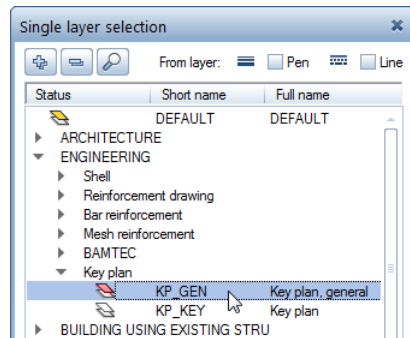 Single layer selection
From layer: Pen Line
Status Short name Full name
DEFAULT DEFAULT
ARCHITECTURE
ENGINEERING
Shell
Reinforcement drawing
Bar reinforcement
Mesh reinforcement
BAMTEC
Key plan
KP_GEN Key plan, general
KP_KEY Key plan
BUILDING USING EXISTING STRU